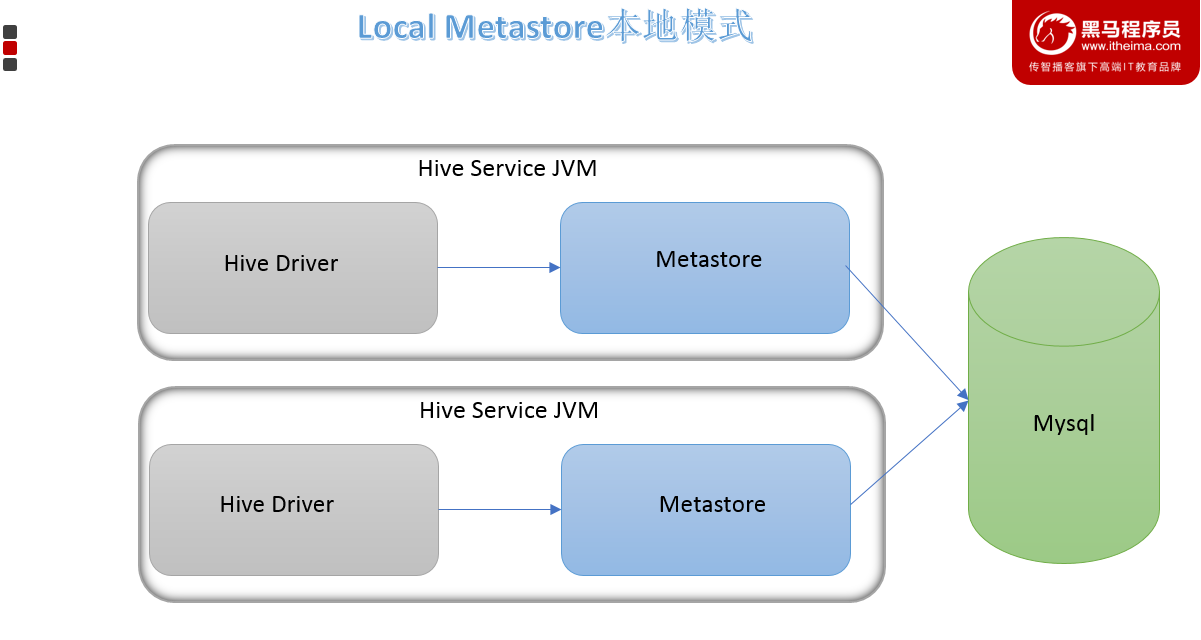 Local Metastore本地模式
黑马程序员
www.itheima.com
传智播客旗下高端IT教育品牌
Hive Service JVM
Hive Driver
Metastore
Hive Service JVM
Hive Driver
Metastore
Mysql